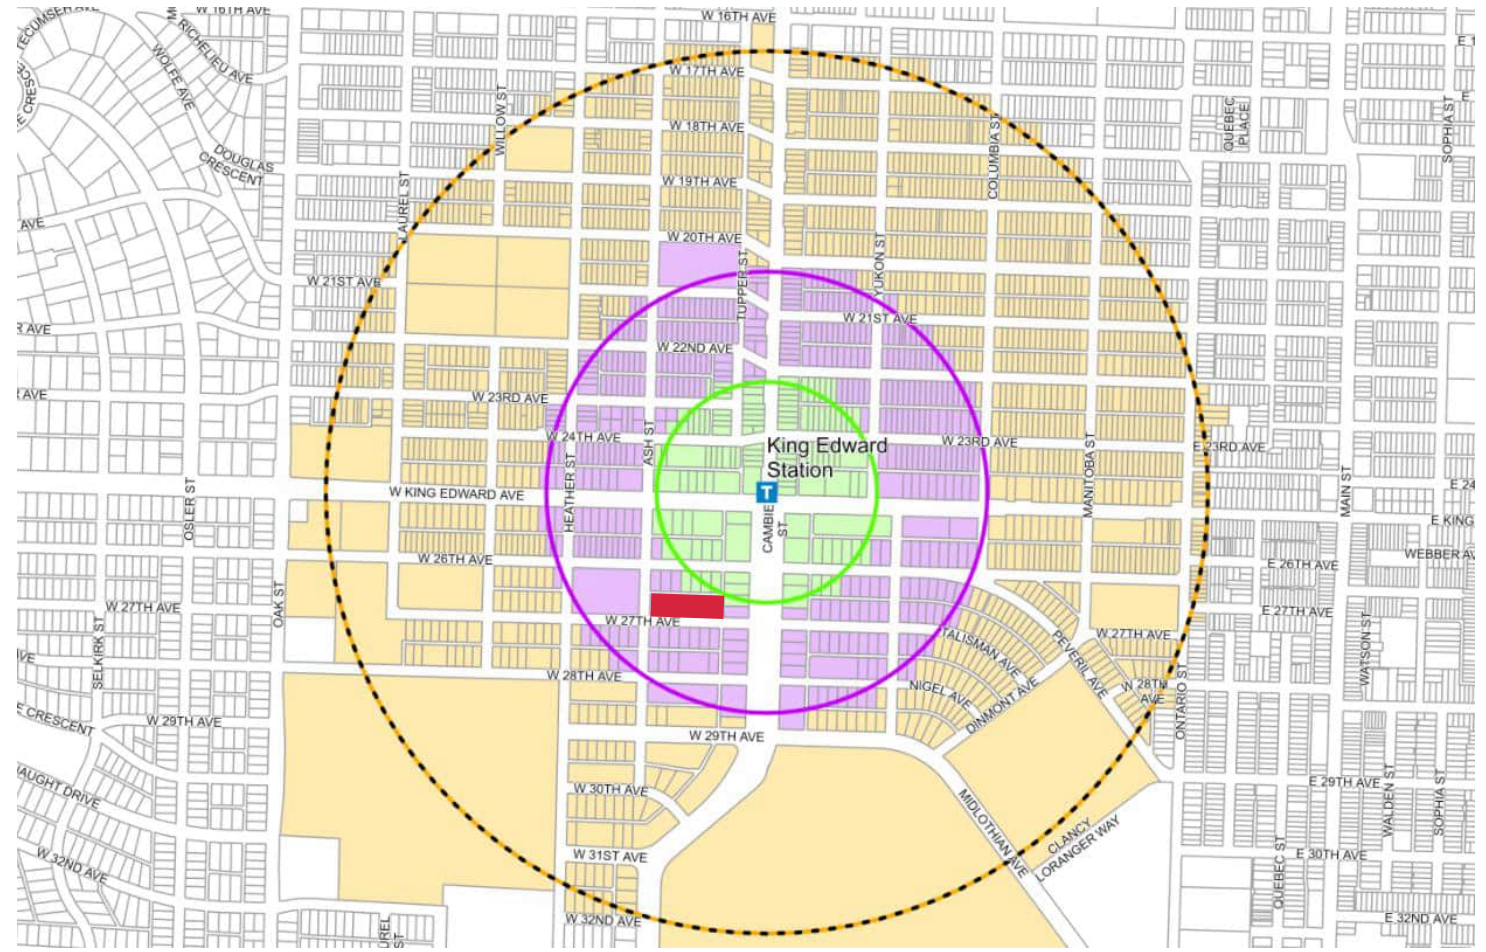 W 16TH AVE
W 16TH AVE
RICHELIEU AVE
WOLFE AVE
W 17TH AVE
WILLOW ST
QUEBEC
PLACE
SOPHIA ST
COLUMBIA ST
W 18TH AVE
DOUGLAS
CRESCENT
W 19TH AVE
LAUREL ST
W 20TH AVE
YUKON ST
TUPPER ST
W 21ST AVE
W 21ST AVE
W 22ND AVE
W 23RD AVE
W 24TH AVE
ASH ST
King Edward
Station
T
W 23RD AVE
E 23RD AVE
MANITOBA ST
MAIN ST
E 24
W KING EDWARD AVE
HEATHER ST
OSLER ST
CAMBIE
ST
E KING
WEBBER AV
W 26TH AVE
E 26TH AVE
OAK ST
W 27TH AVE
W 27TH AVE
E 27TH AVE
W 27TH AVE
TALISMAN AVE
PEVERIL AVE
WATSON ST
SELKIRK ST
W 28TH AVE
NIGEL AVE
DINMONT AVE
W 28TH
AVE
ONTARIO ST
E CRESCENT
W 29TH AVE
W 29TH AVE
E 29TH AVE
WALDEN ST
SOPHIA ST
AUGHT DRIVE
W 30TH AVE
MIDLOTHIAN AVE
CLANCY
LORANGER WAY
W 31ST AVE
E 30TH AVE
QUEBEC ST
W 32ND AVE
W 32ND AVE
E 32ND AVE
UREL
ST